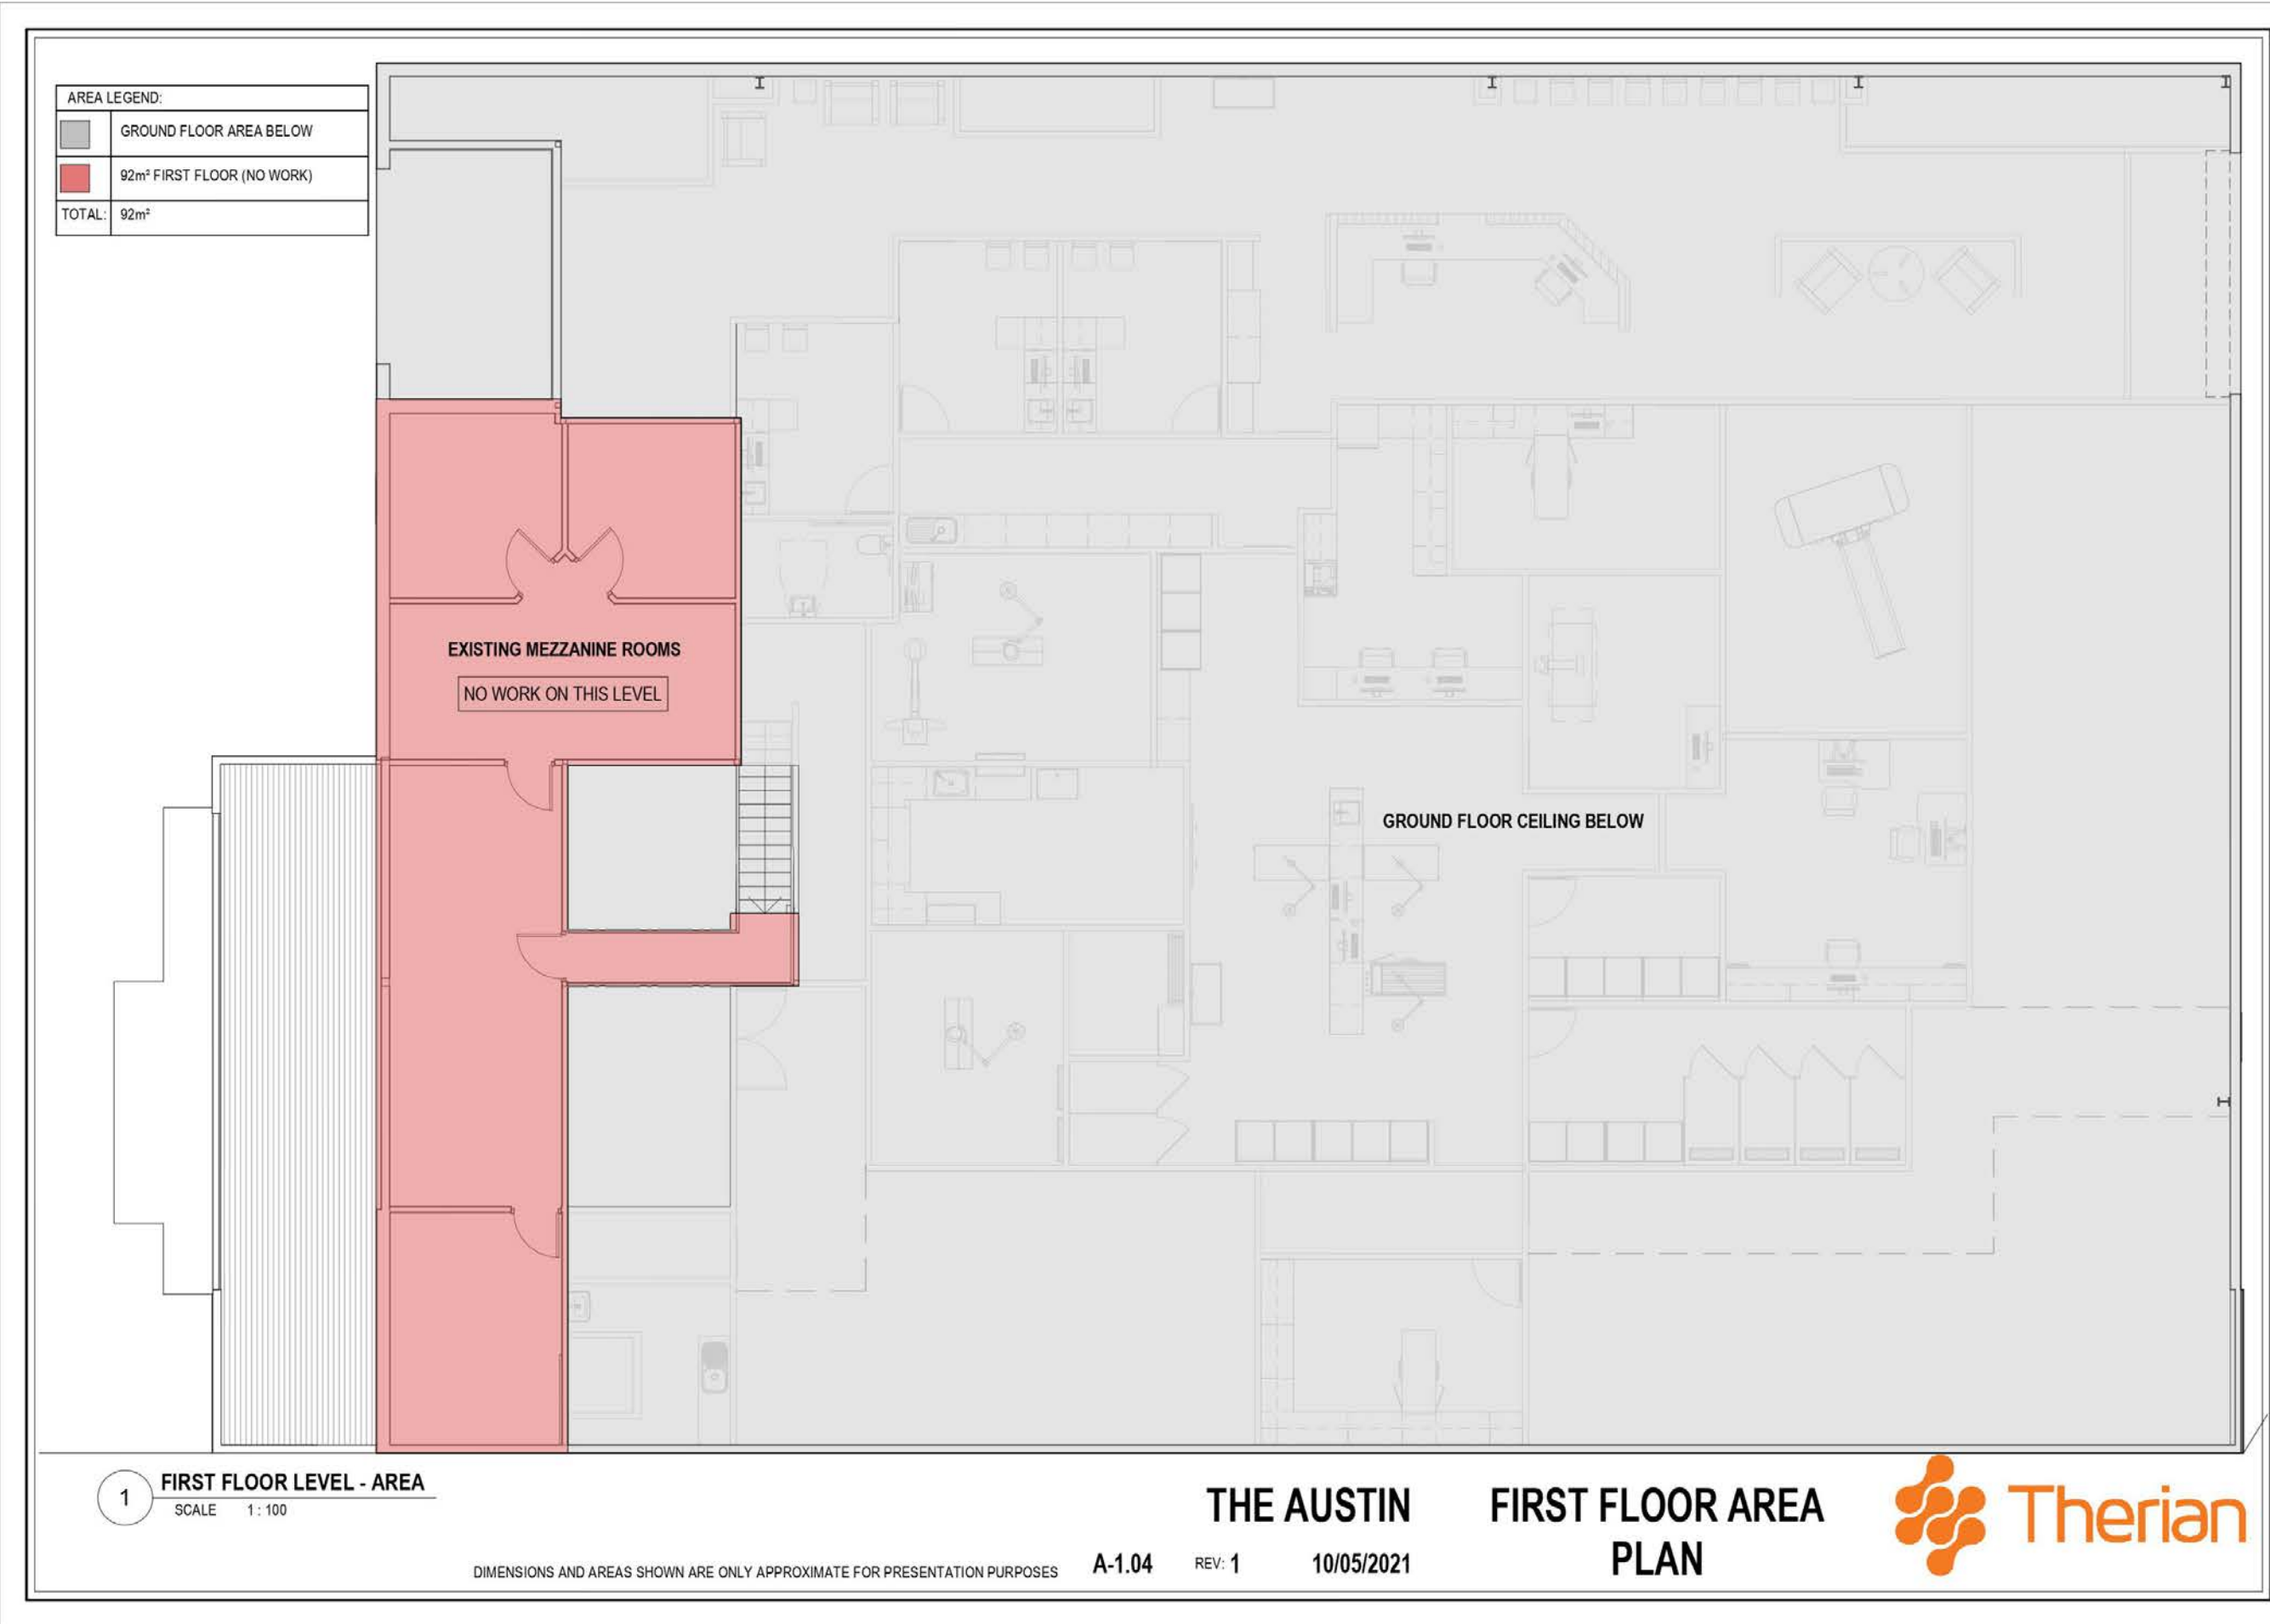 AREA LEGEND:
GROUND FLOOR AREA BELOW
92m² FIRST FLOOR (NO WORK)
TOTAL: 92m²
EXISTING MEZZANINE ROOMS
NO WORK ON THIS LEVEL
GROUND FLOOR CEILING BELOW
1 FIRST FLOOR LEVEL - AREA
SCALE 1 : 100
DIMENSIONS AND AREAS SHOWN ARE ONLY APPROXIMATE FOR PRESENTATION PURPOSES
THE AUSTIN
A-1.04 REV: 1 10/05/2021
FIRST FLOOR AREA
PLAN
Therian